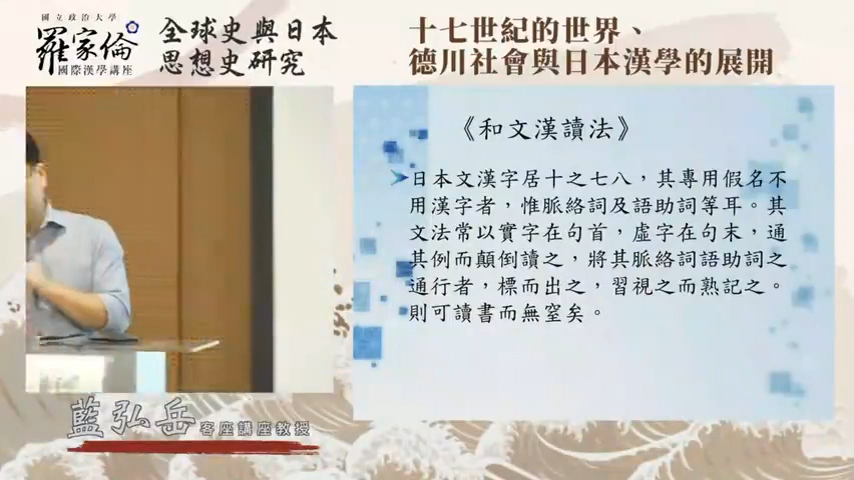 國立政治大學
羅家倫
國際漢學講座
全球史與日本
思想史研究
十七世紀的世界、
德川社會與日本漢學的展開
《和文漢讀法》
日本文漢字居十之七八，其專用假名不
用漢字者，惟脈絡詞及語助詞等耳。其
文法常以實字在句首，虛字在句末，通
其例而顛倒讀之，將其脈絡詞語助詞之
通行者，標而出之，習視之而熟記之。
則可讀書而無窒矣。
藍弘岳 客座講座教授